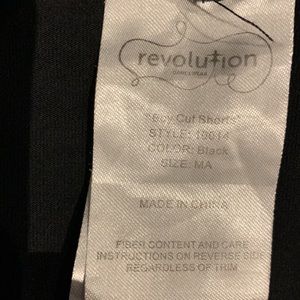 revolution
DANCEWEAR
"Boy Cut Shorts"
STYLE: 10014
COLOR: Black
SIZE: MA
MADE IN CHINA
FIBER CONTENT AND CARE
INSTRUCTIONS ON REVERSE SIDE
REGARDLESS OF TRIM